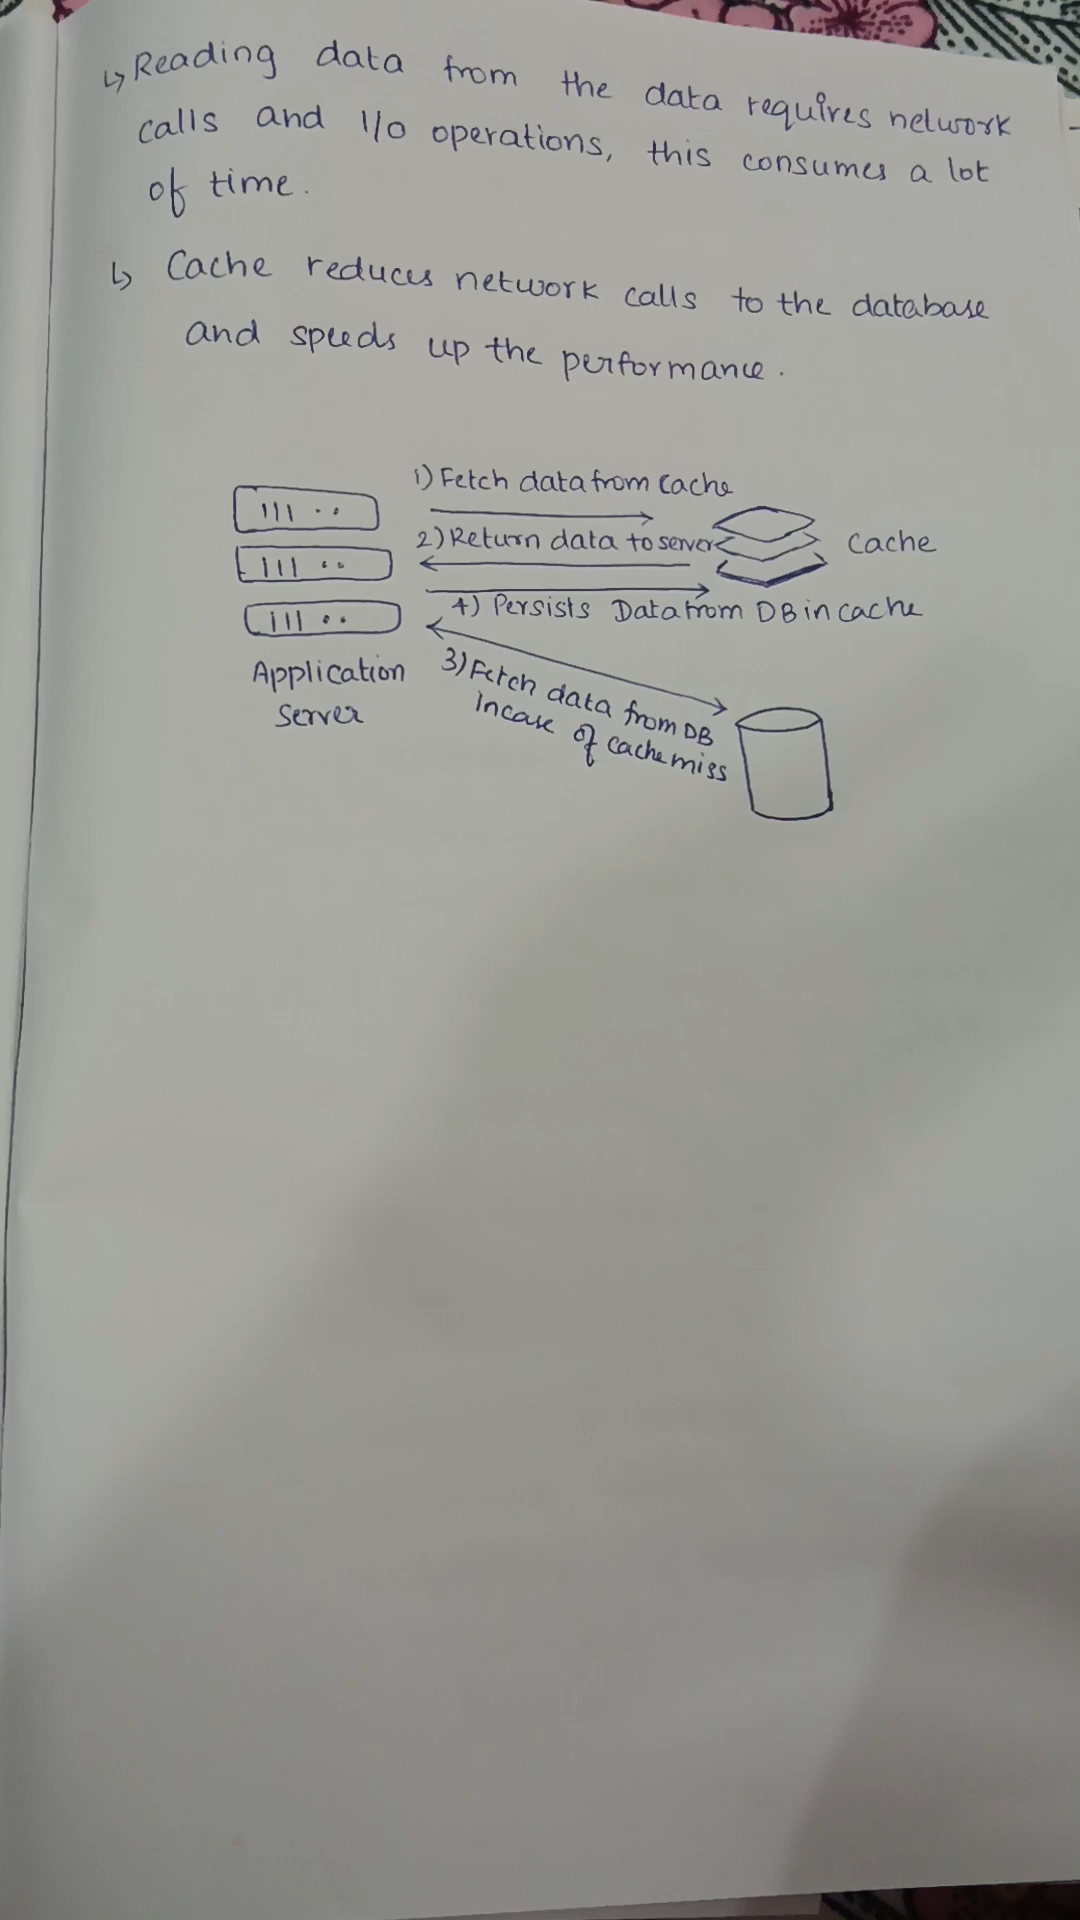 ↳ Reading data from the data requires network
calls and I/O operations, this consumes a lot
of time.
↳ Cache reduces network calls to the database
and speeds up the performance.
1) Fetch data from cache
2) Return data to server
Cache
4) Persists Data from DB in cache
Application
Server
3) Fetch data from DB
incase of cache miss